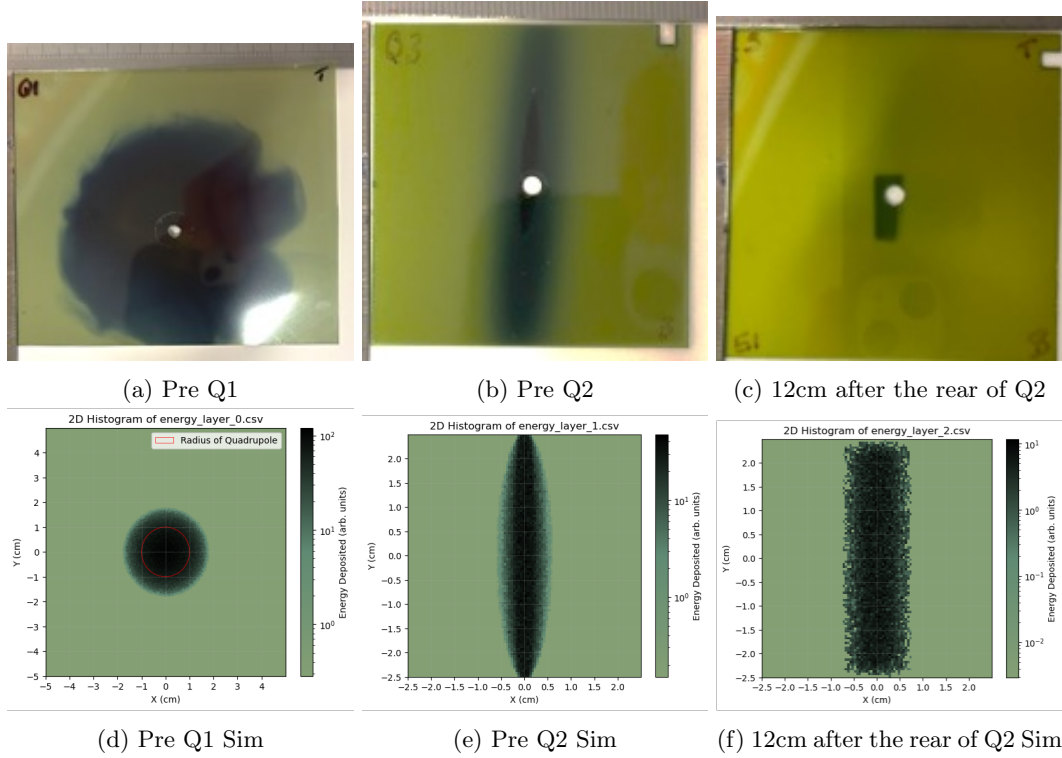 Q1
T
Q3
T
S1
(a) Pre Q1
(b) Pre Q2
(c) 12cm after the rear of Q2
2D Histogram of energy_layer_0.csv
Radius of Quadrupole
4
3
2
1
0
−1
−2
−3
−4
−5
Y (cm)
−5 −4 −3 −2 −1 0 1 2 3 4
X (cm)
10²
10¹
10⁰
Energy Deposited (arb. units)
2D Histogram of energy_layer_1.csv
2.0
1.5
1.0
0.5
0.0
−0.5
−1.0
−1.5
−2.0
−2.5
Y (cm)
−2.5 −2.0 −1.5 −1.0 −0.5 0.0 0.5 1.0 1.5 2.0
X (cm)
10¹
10⁰
Energy Deposited (arb. units)
2D Histogram of energy_layer_2.csv
2.0
1.5
1.0
0.5
0.0
−0.5
−1.0
−1.5
−2.0
−2.5
Y (cm)
−2.5 −2.0 −1.5 −1.0 −0.5 0.0 0.5 1.0 1.5 2.0
X (cm)
10¹
10⁰
10⁻¹
10⁻²
Energy Deposited (arb. units)
(d) Pre Q1 Sim
(e) Pre Q2 Sim
(f) 12cm after the rear of Q2 Sim